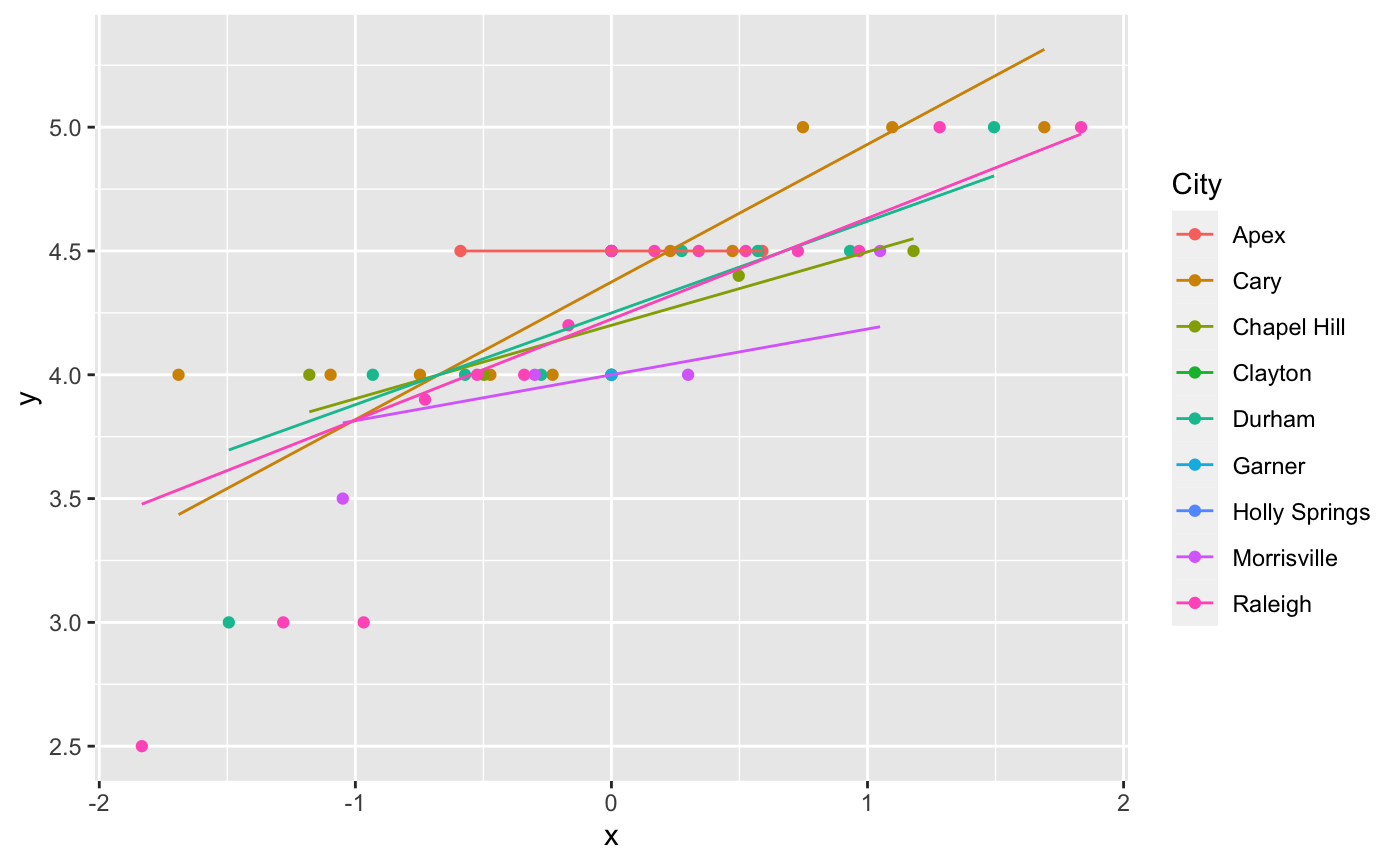 5.0
4.5
4.0
3.5
3.0
2.5
y
-2 -1 0 1 2
x
City
Apex
Cary
Chapel Hill
Clayton
Durham
Garner
Holly Springs
Morrisville
Raleigh